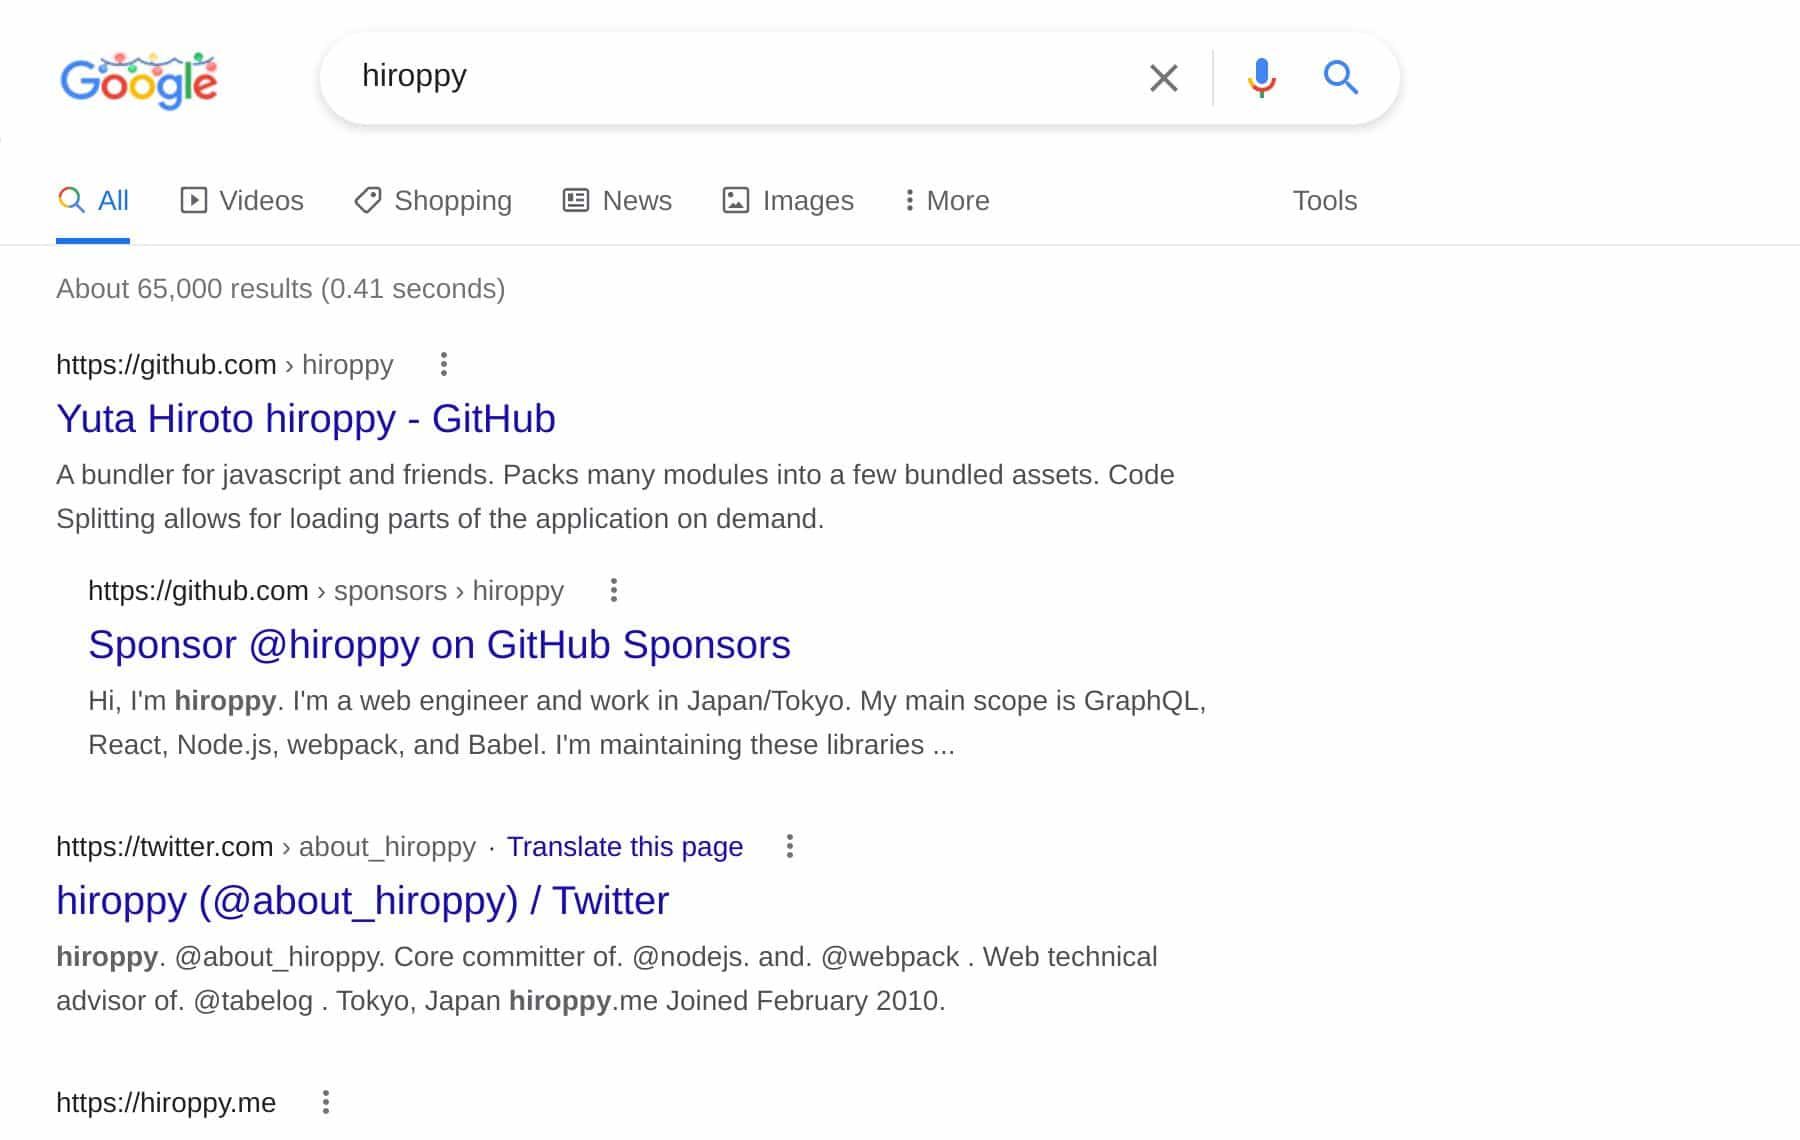 Google
hiroppy
All Videos Shopping News Images More Tools
About 65,000 results (0.41 seconds)
https://github.com › hiroppy
Yuta Hiroto hiroppy - GitHub
A bundler for javascript and friends. Packs many modules into a few bundled assets. Code
Splitting allows for loading parts of the application on demand.
https://github.com › sponsors › hiroppy
Sponsor @hiroppy on GitHub Sponsors
Hi, I'm hiroppy. I'm a web engineer and work in Japan/Tokyo. My main scope is GraphQL,
React, Node.js, webpack, and Babel. I'm maintaining these libraries ...
https://twitter.com › about_hiroppy · Translate this page
hiroppy (@about_hiroppy) / Twitter
hiroppy. @about_hiroppy. Core committer of. @nodejs. and. @webpack . Web technical
advisor of. @tabelog . Tokyo, Japan hiroppy.me Joined February 2010.
https://hiroppy.me